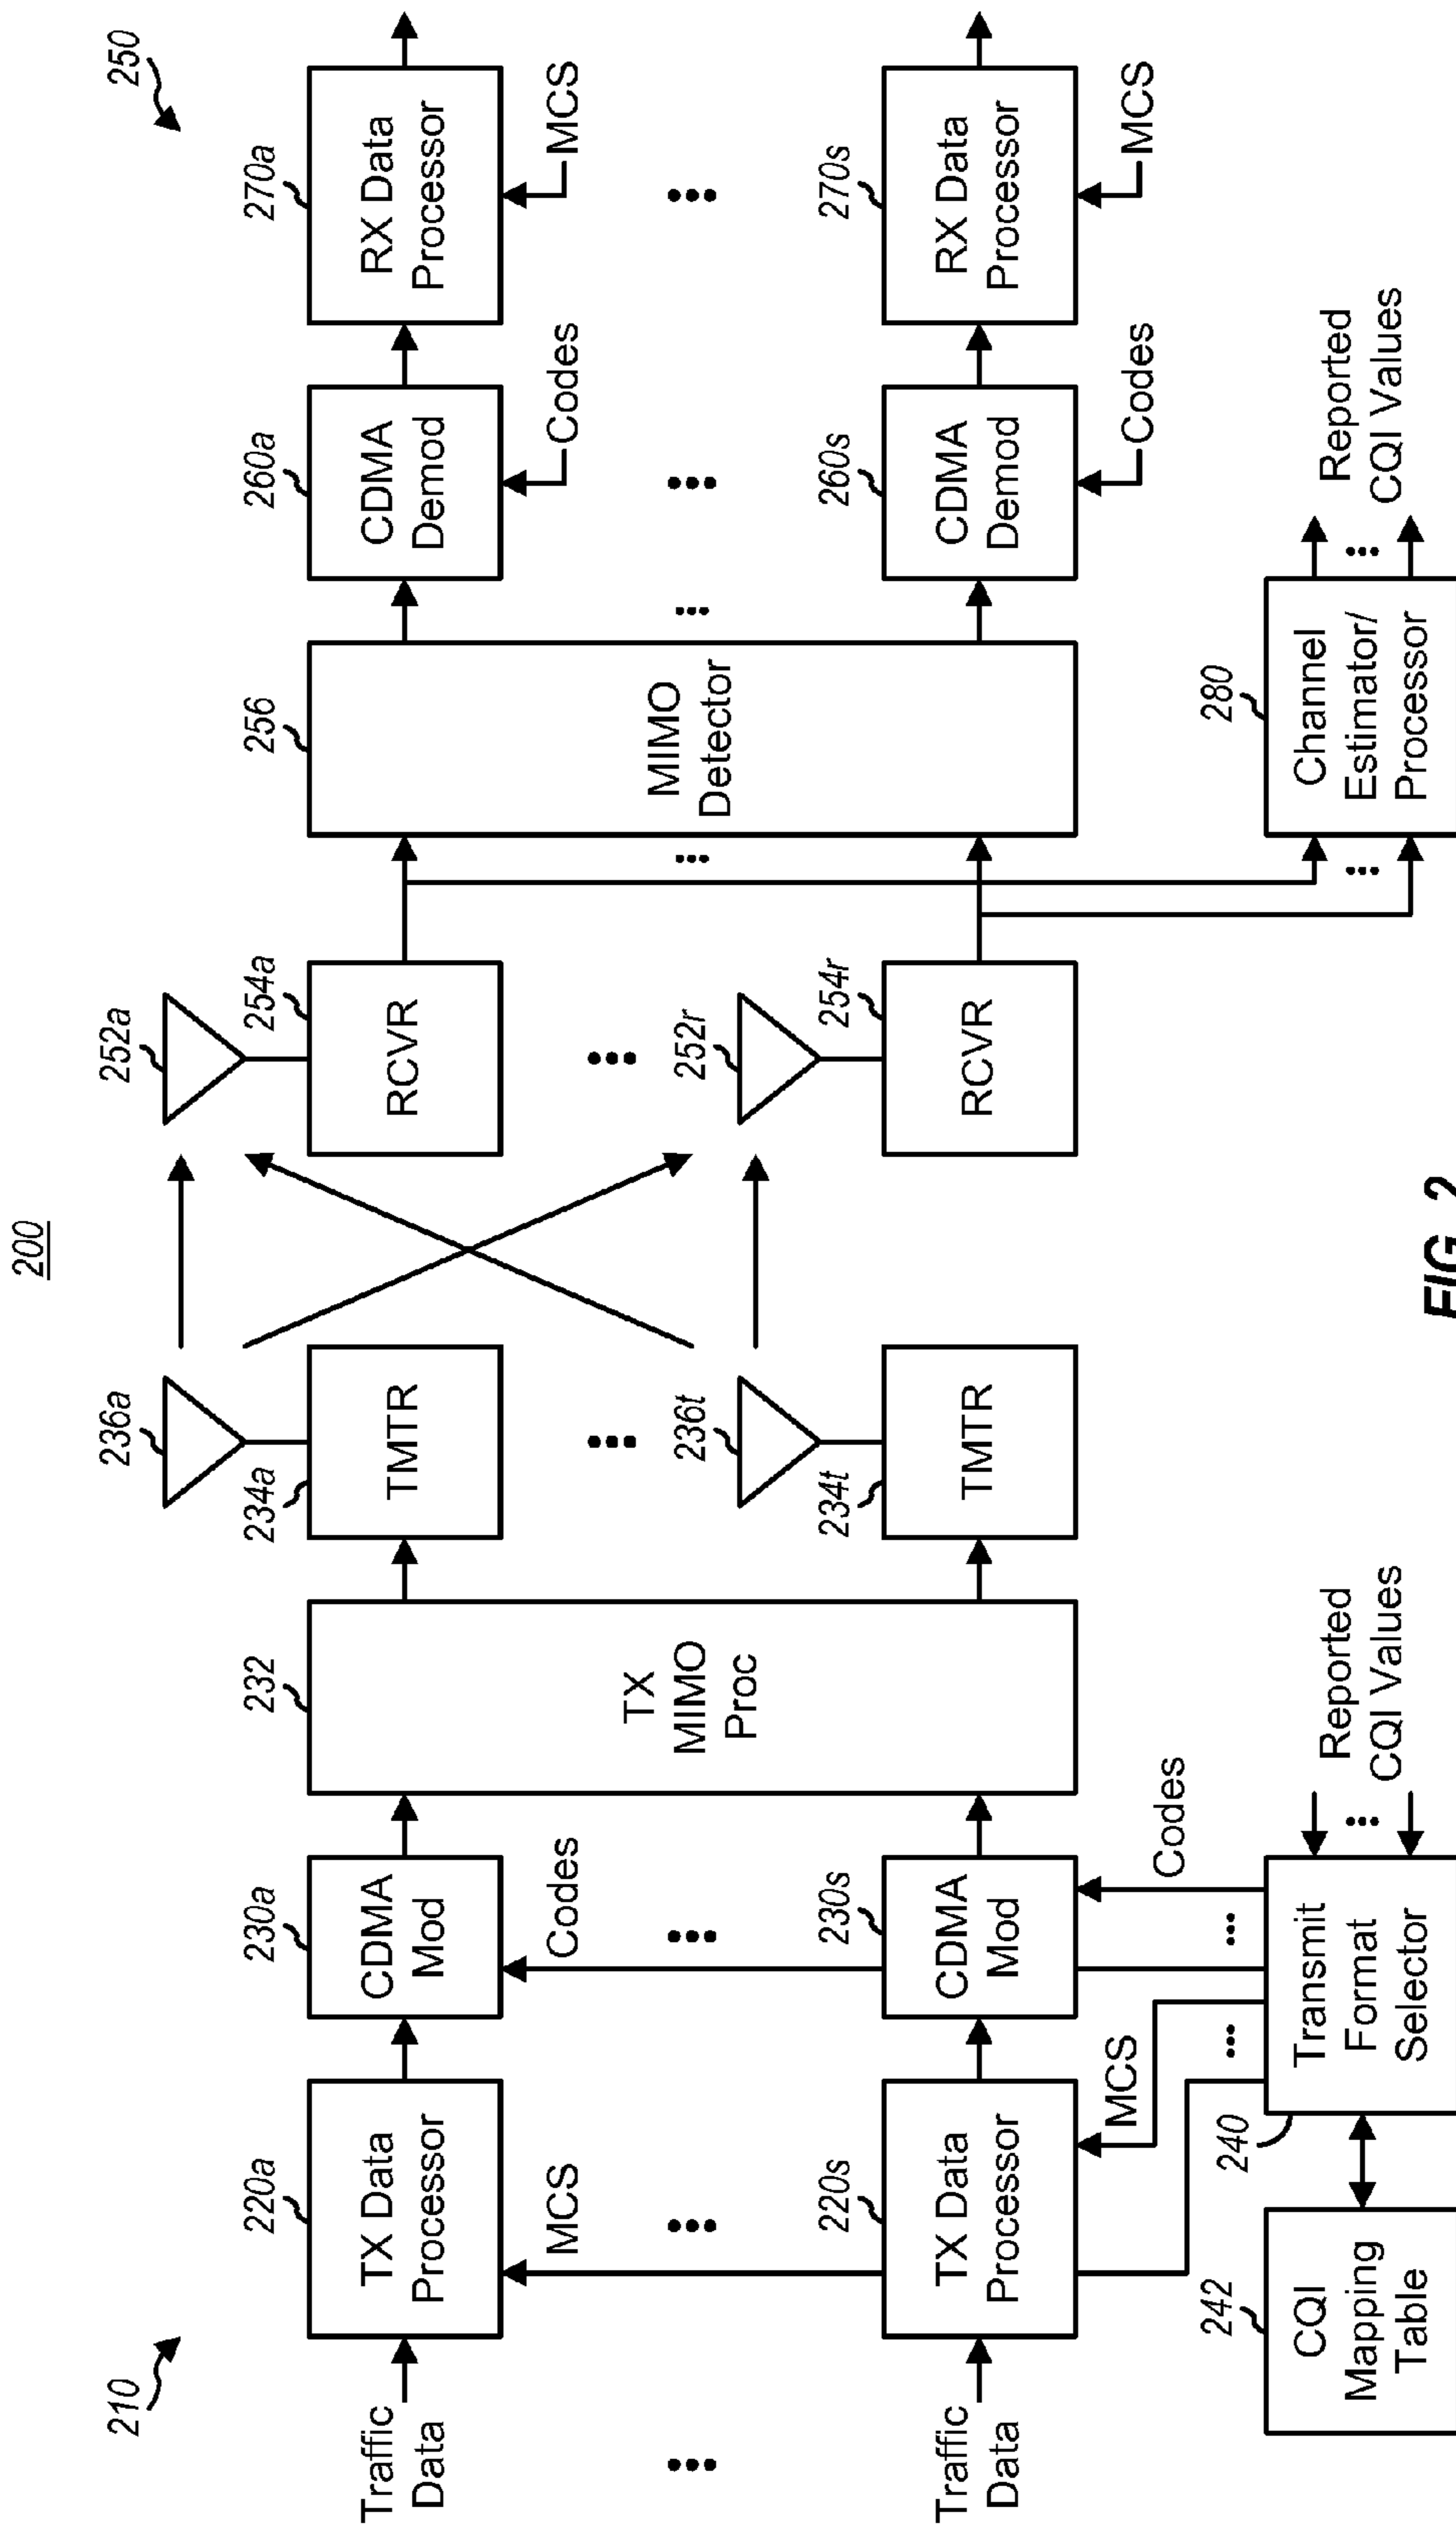 200
210
250
236a
252a
220a
230a
232
234a
254a
256
260a
270a
Traffic
Data
TX Data
Processor
CDMA
Mod
TX
MIMO
Proc
TMTR
RCVR
MIMO
Detector
CDMA
Demod
RX Data
Processor
MCS
Codes
Codes
MCS
236t
252r
220s
230s
234t
254r
260s
270s
Traffic
Data
TX Data
Processor
CDMA
Mod
TMTR
RCVR
CDMA
Demod
RX Data
Processor
MCS
Codes
Codes
MCS
242
240
280
CQI
Mapping
Table
Transmit
Format
Selector
Reported
CQI Values
Channel
Estimator/
Processor
Reported
CQI Values
FIG. 2